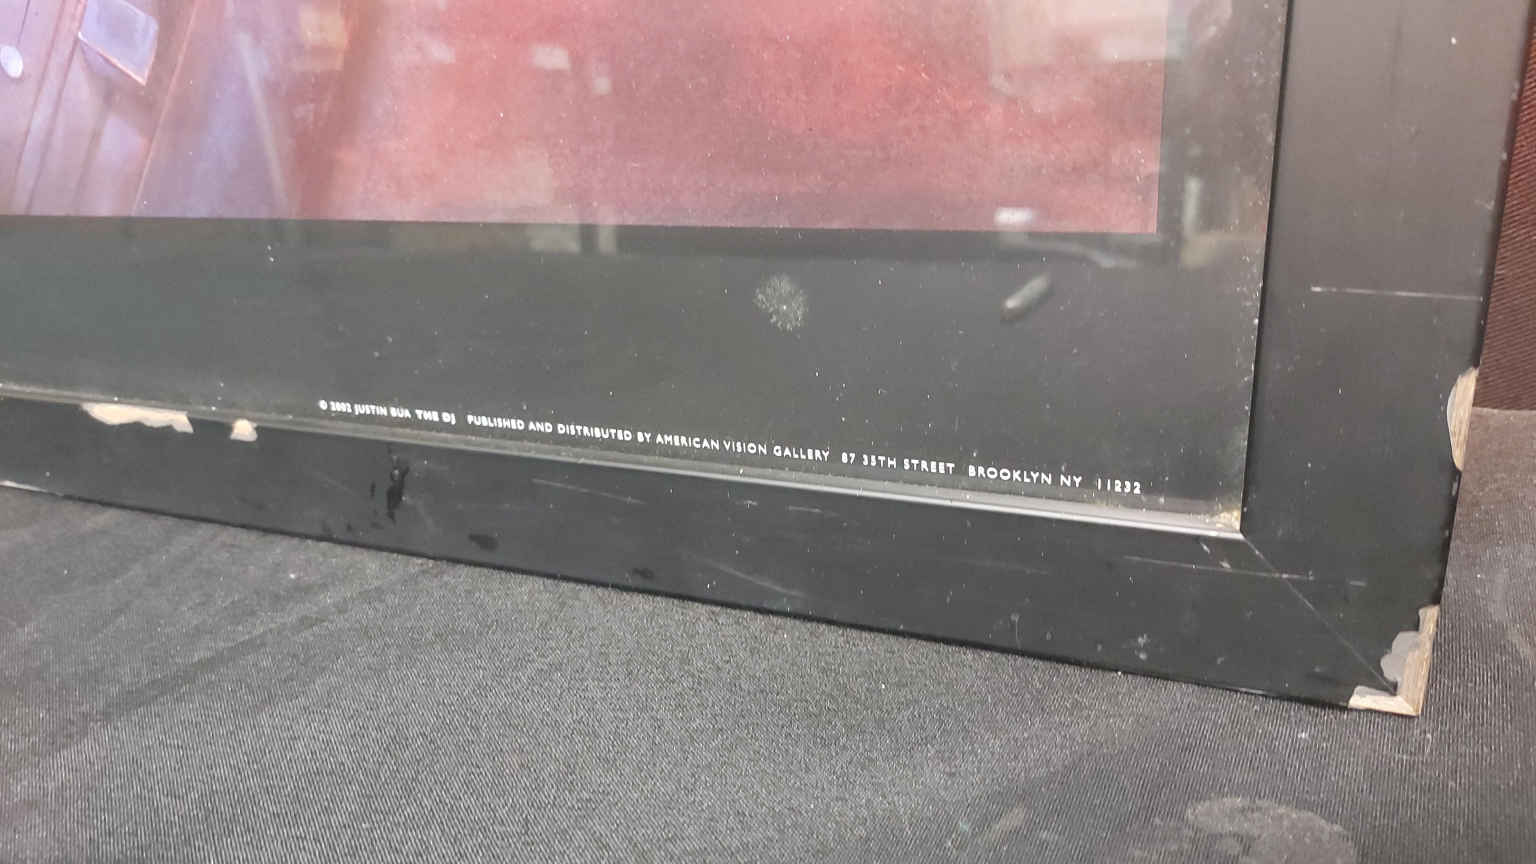 © 2002 JUSTIN BUA THE DJ PUBLISHED AND DISTRIBUTED BY AMERICAN VISION GALLERY 87 35TH STREET BROOKLYN NY 11232